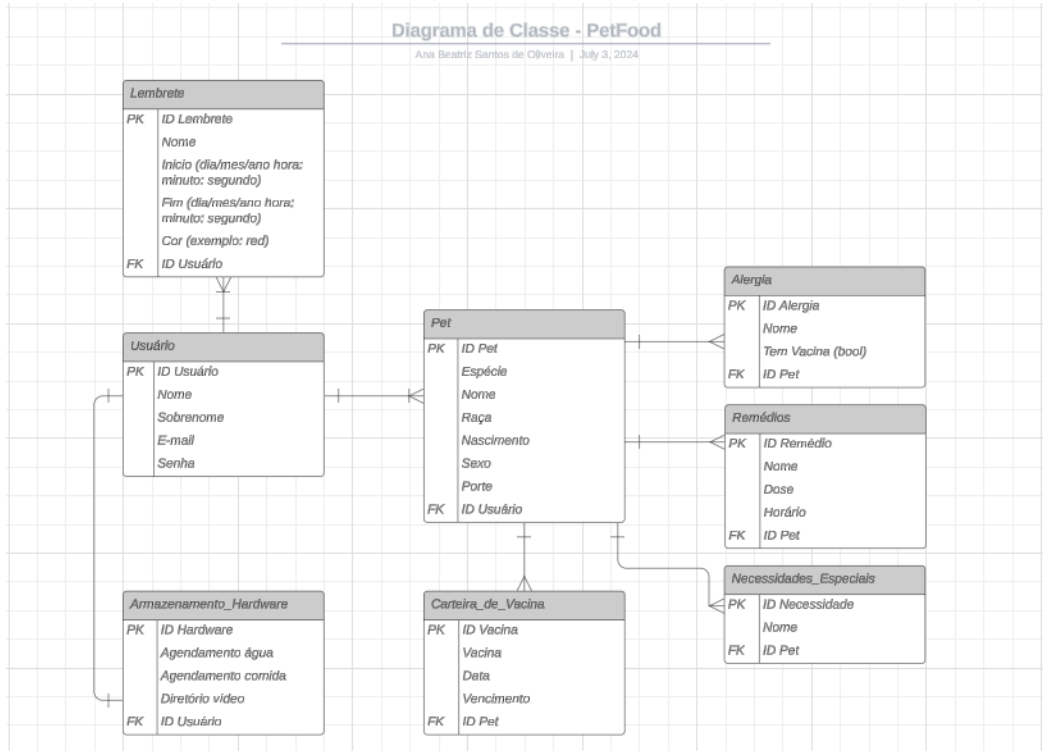 Diagrama de Classe - PetFood
Ana Beatriz Santos de Oliveira | July 3, 2024
Lembrete
PK ID Lembrete
Nome
Inicio (dia/mes/ano hora:
minuto: segundo)
Fim (dia/mes/ano hora:
minuto: segundo)
Cor (exemplo: red)
FK ID Usuário
Usuário
PK ID Usuário
Nome
Sobrenome
E-mail
Senha
Armazenamento_Hardware
PK ID Hardware
Agendamento água
Agendamento comida
Diretório vídeo
FK ID Usuário
Pet
PK ID Pet
Espécie
Nome
Raça
Nascimento
Sexo
Porte
FK ID Usuário
Carteira_de_Vacina
PK ID Vacina
Vacina
Data
Vencimento
FK ID Pet
Alergia
PK ID Alergia
Nome
Tem Vacina (bool)
FK ID Pet
Remédios
PK ID Remédio
Nome
Dose
Horário
FK ID Pet
Necessidades_Especiais
PK ID Necessidade
Nome
FK ID Pet